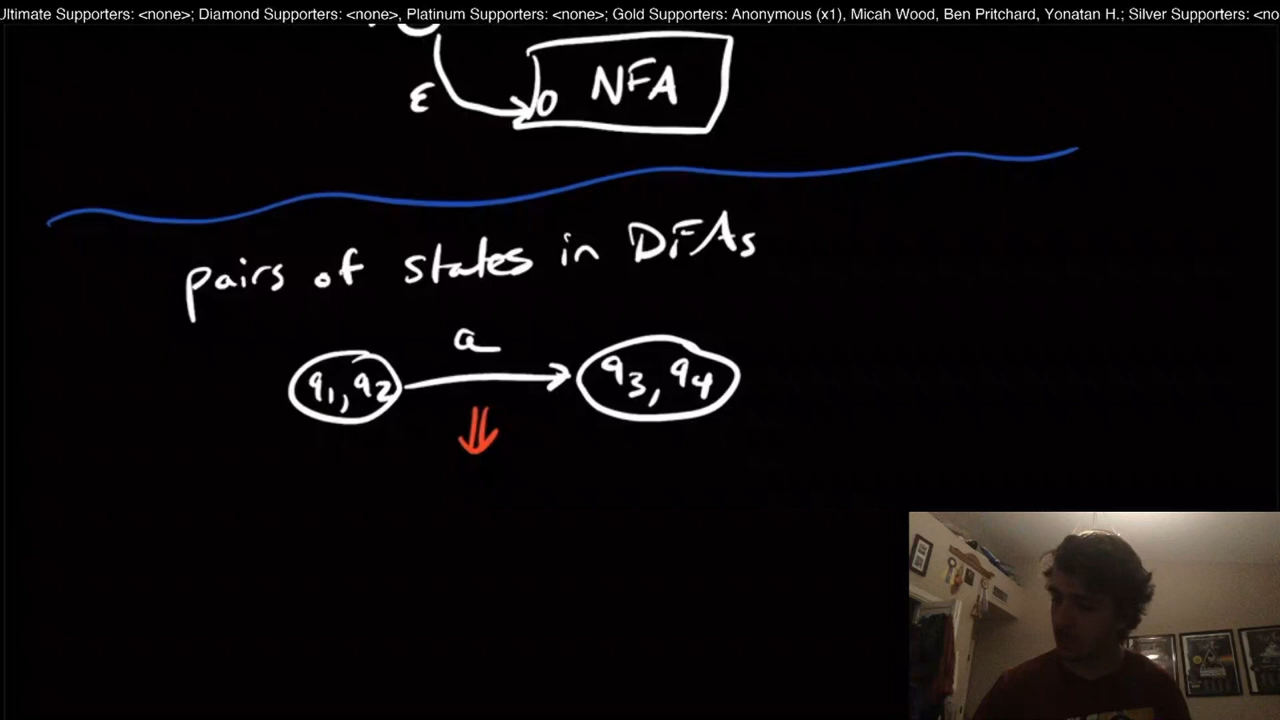 Ultimate Supporters: <none>; Diamond Supporters: <none>, Platinum Supporters: <none>; Gold Supporters: Anonymous (x1), Micah Wood, Ben Pritchard, Yonatan H.; Silver Supporters: <no
ε NFA
pairs of states in DFAs
a
q1, q2 q3, q4